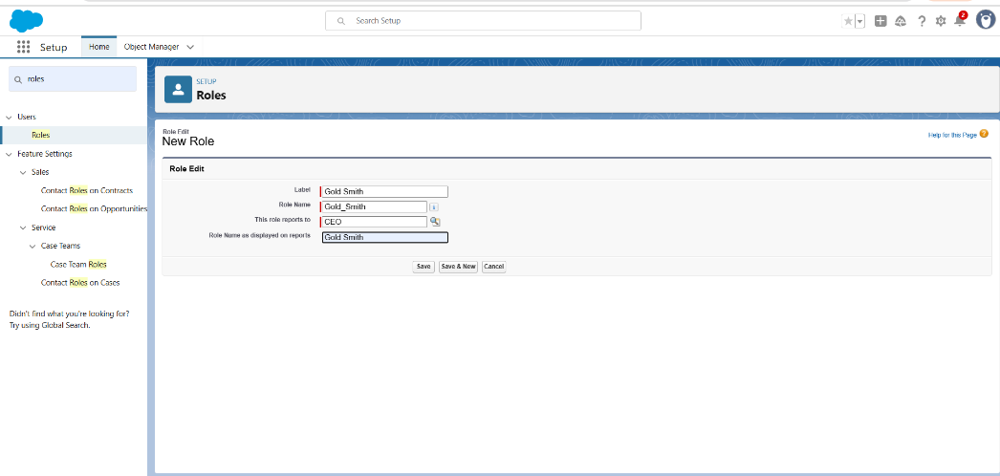 Search Setup
2
Setup
Home
Object Manager
roles
Users
Roles
Feature Settings
Sales
Contact Roles on Contracts
Contact Roles on Opportunities
Service
Case Teams
Case Team Roles
Contact Roles on Cases
Didn't find what you're looking for?
Try using Global Search.
SETUP
Roles
Role Edit
New Role
Help for this Page ?
Role Edit
Label Gold Smith
Role Name Gold_Smith i
This role reports to CEO
Role Name as displayed on reports Gold Smith
Save Save & New Cancel